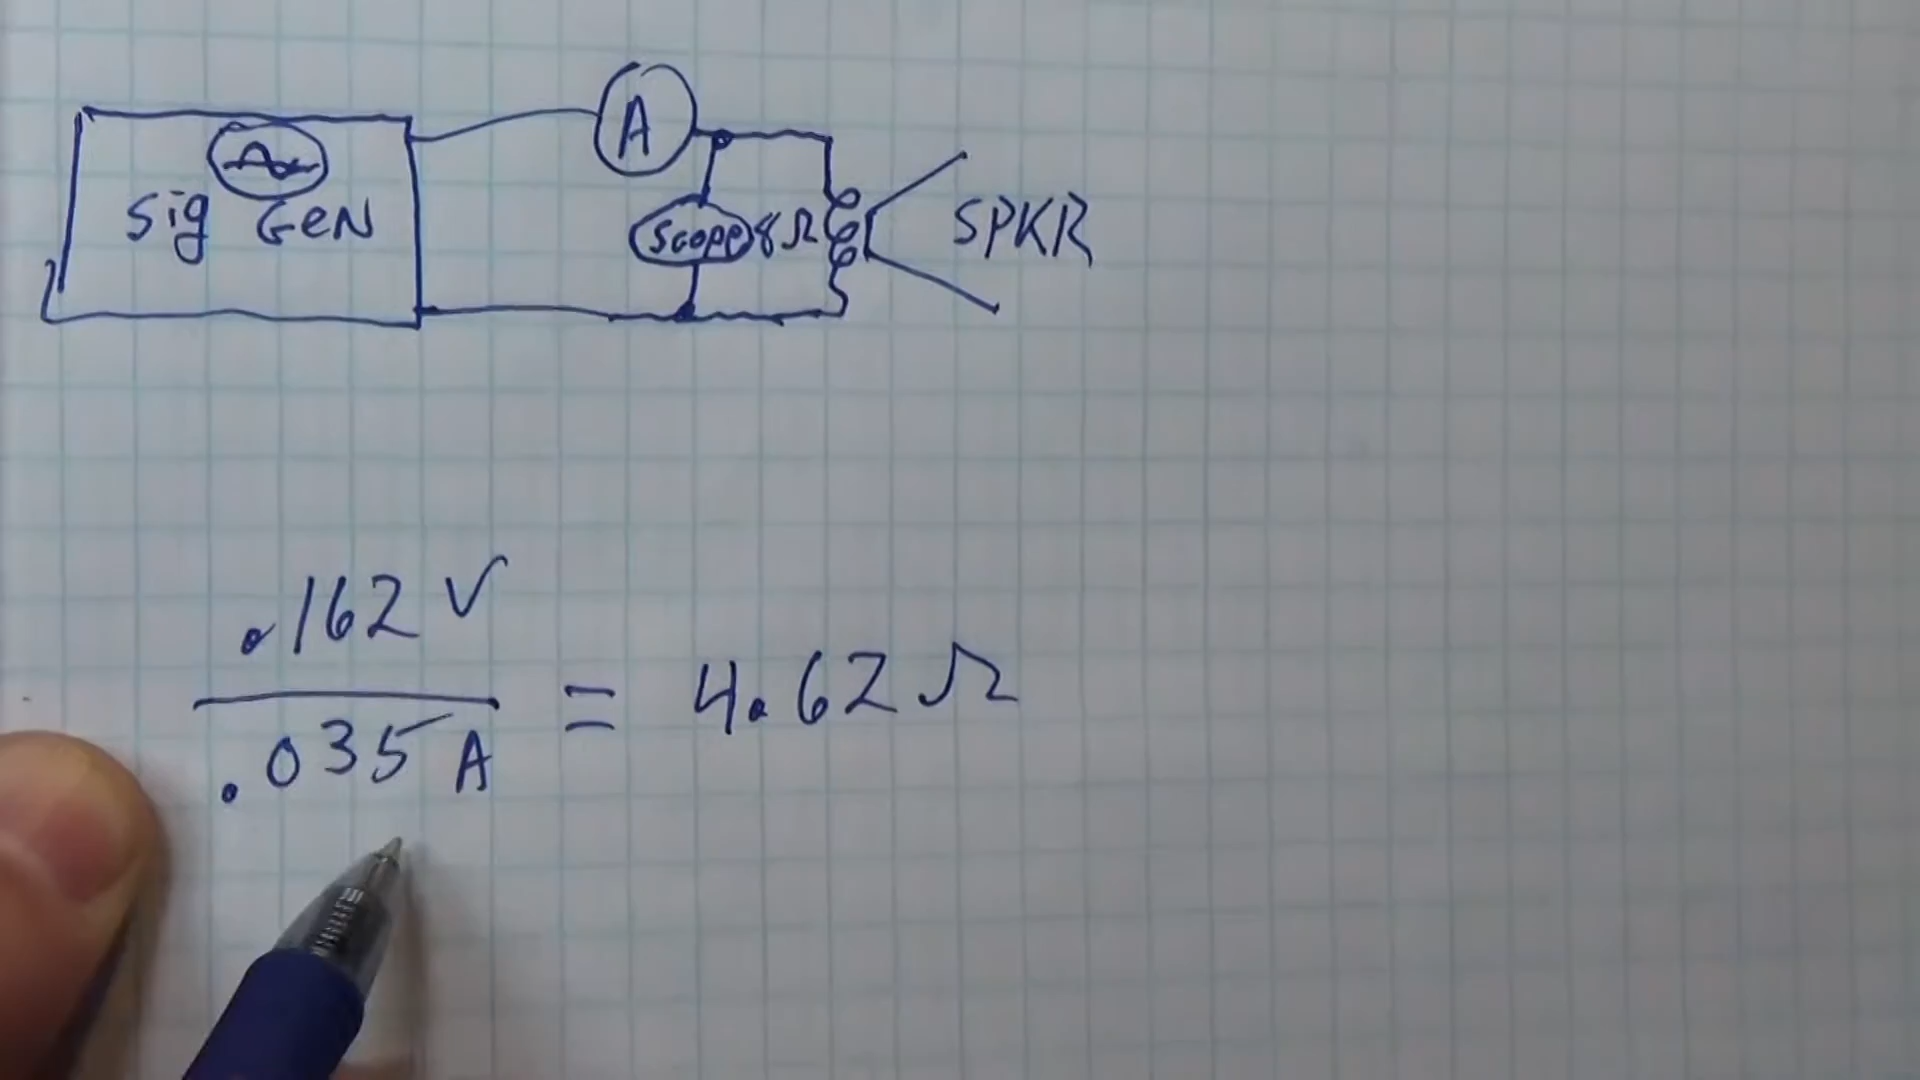 A
Sig GeN
Scope 8Ω SPKR
.162 V
.035 A
= 4.62 Ω